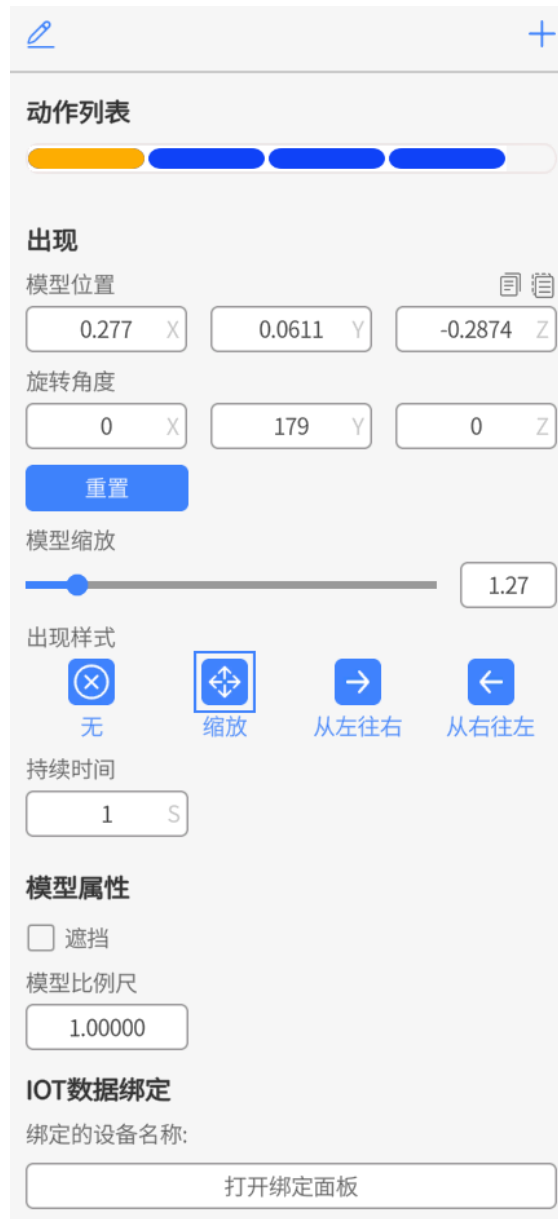 动作列表
出现
模型位置
0.277 X 0.0611 Y -0.2874 Z
旋转角度
0 X 179 Y 0 Z
重置
模型缩放
1.27
出现样式
无 缩放 从左往右 从右往左
持续时间
1 S
模型属性
遮挡
模型比例尺
1.00000
IOT数据绑定
绑定的设备名称:
打开绑定面板